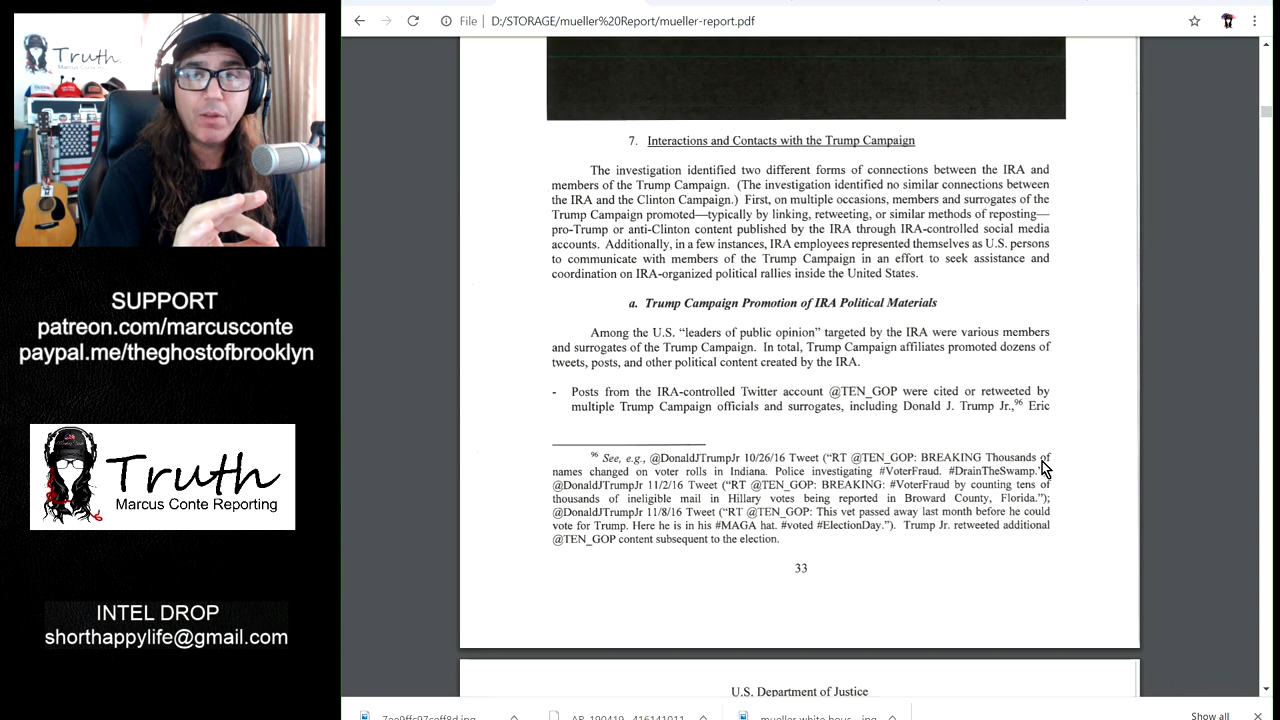 File
D:/STORAGE/mueller%20Report/mueller-report.pdf
Truth.
Marcus Conte Reporting
SUPPORT
patreon.com/marcusconte
paypal.me/theghostofbrooklyn
Truth
Marcus Conte Reporting
INTEL DROP
shorthappylife@gmail.com
7. Interactions and Contacts with the Trump Campaign
The investigation identified two different forms of connections between the IRA and
members of the Trump Campaign. (The investigation identified no similar connections between
the IRA and the Clinton Campaign.) First, on multiple occasions, members and surrogates of the
Trump Campaign promoted—typically by linking, retweeting, or similar methods of reposting—
pro-Trump or anti-Clinton content published by the IRA through IRA-controlled social media
accounts. Additionally, in a few instances, IRA employees represented themselves as U.S. persons
to communicate with members of the Trump Campaign in an effort to seek assistance and
coordination on IRA-organized political rallies inside the United States.
a. Trump Campaign Promotion of IRA Political Materials
Among the U.S. “leaders of public opinion” targeted by the IRA were various members
and surrogates of the Trump Campaign. In total, Trump Campaign affiliates promoted dozens of
tweets, posts, and other political content created by the IRA.
- Posts from the IRA-controlled Twitter account @TEN_GOP were cited or retweeted by
multiple Trump Campaign officials and surrogates, including Donald J. Trump Jr.,96 Eric
96 See, e.g., @DonaldJTrumpJr 10/26/16 Tweet (“RT @TEN_GOP: BREAKING Thousands of
names changed on voter rolls in Indiana. Police investigating #VoterFraud. #DrainTheSwamp.
@DonaldJTrumpJr 11/2/16 Tweet (“RT @TEN_GOP: BREAKING: #VoterFraud by counting tens of
thousands of ineligible mail in Hillary votes being reported in Broward County, Florida.”);
@DonaldJTrumpJr 11/8/16 Tweet (“RT @TEN_GOP: This vet passed away last month before he could
vote for Trump. Here he is in his #MAGA hat. #voted #ElectionDay.”). Trump Jr. retweeted additional
@TEN_GOP content subsequent to the election.
33
U.S. Department of Justice
Show all